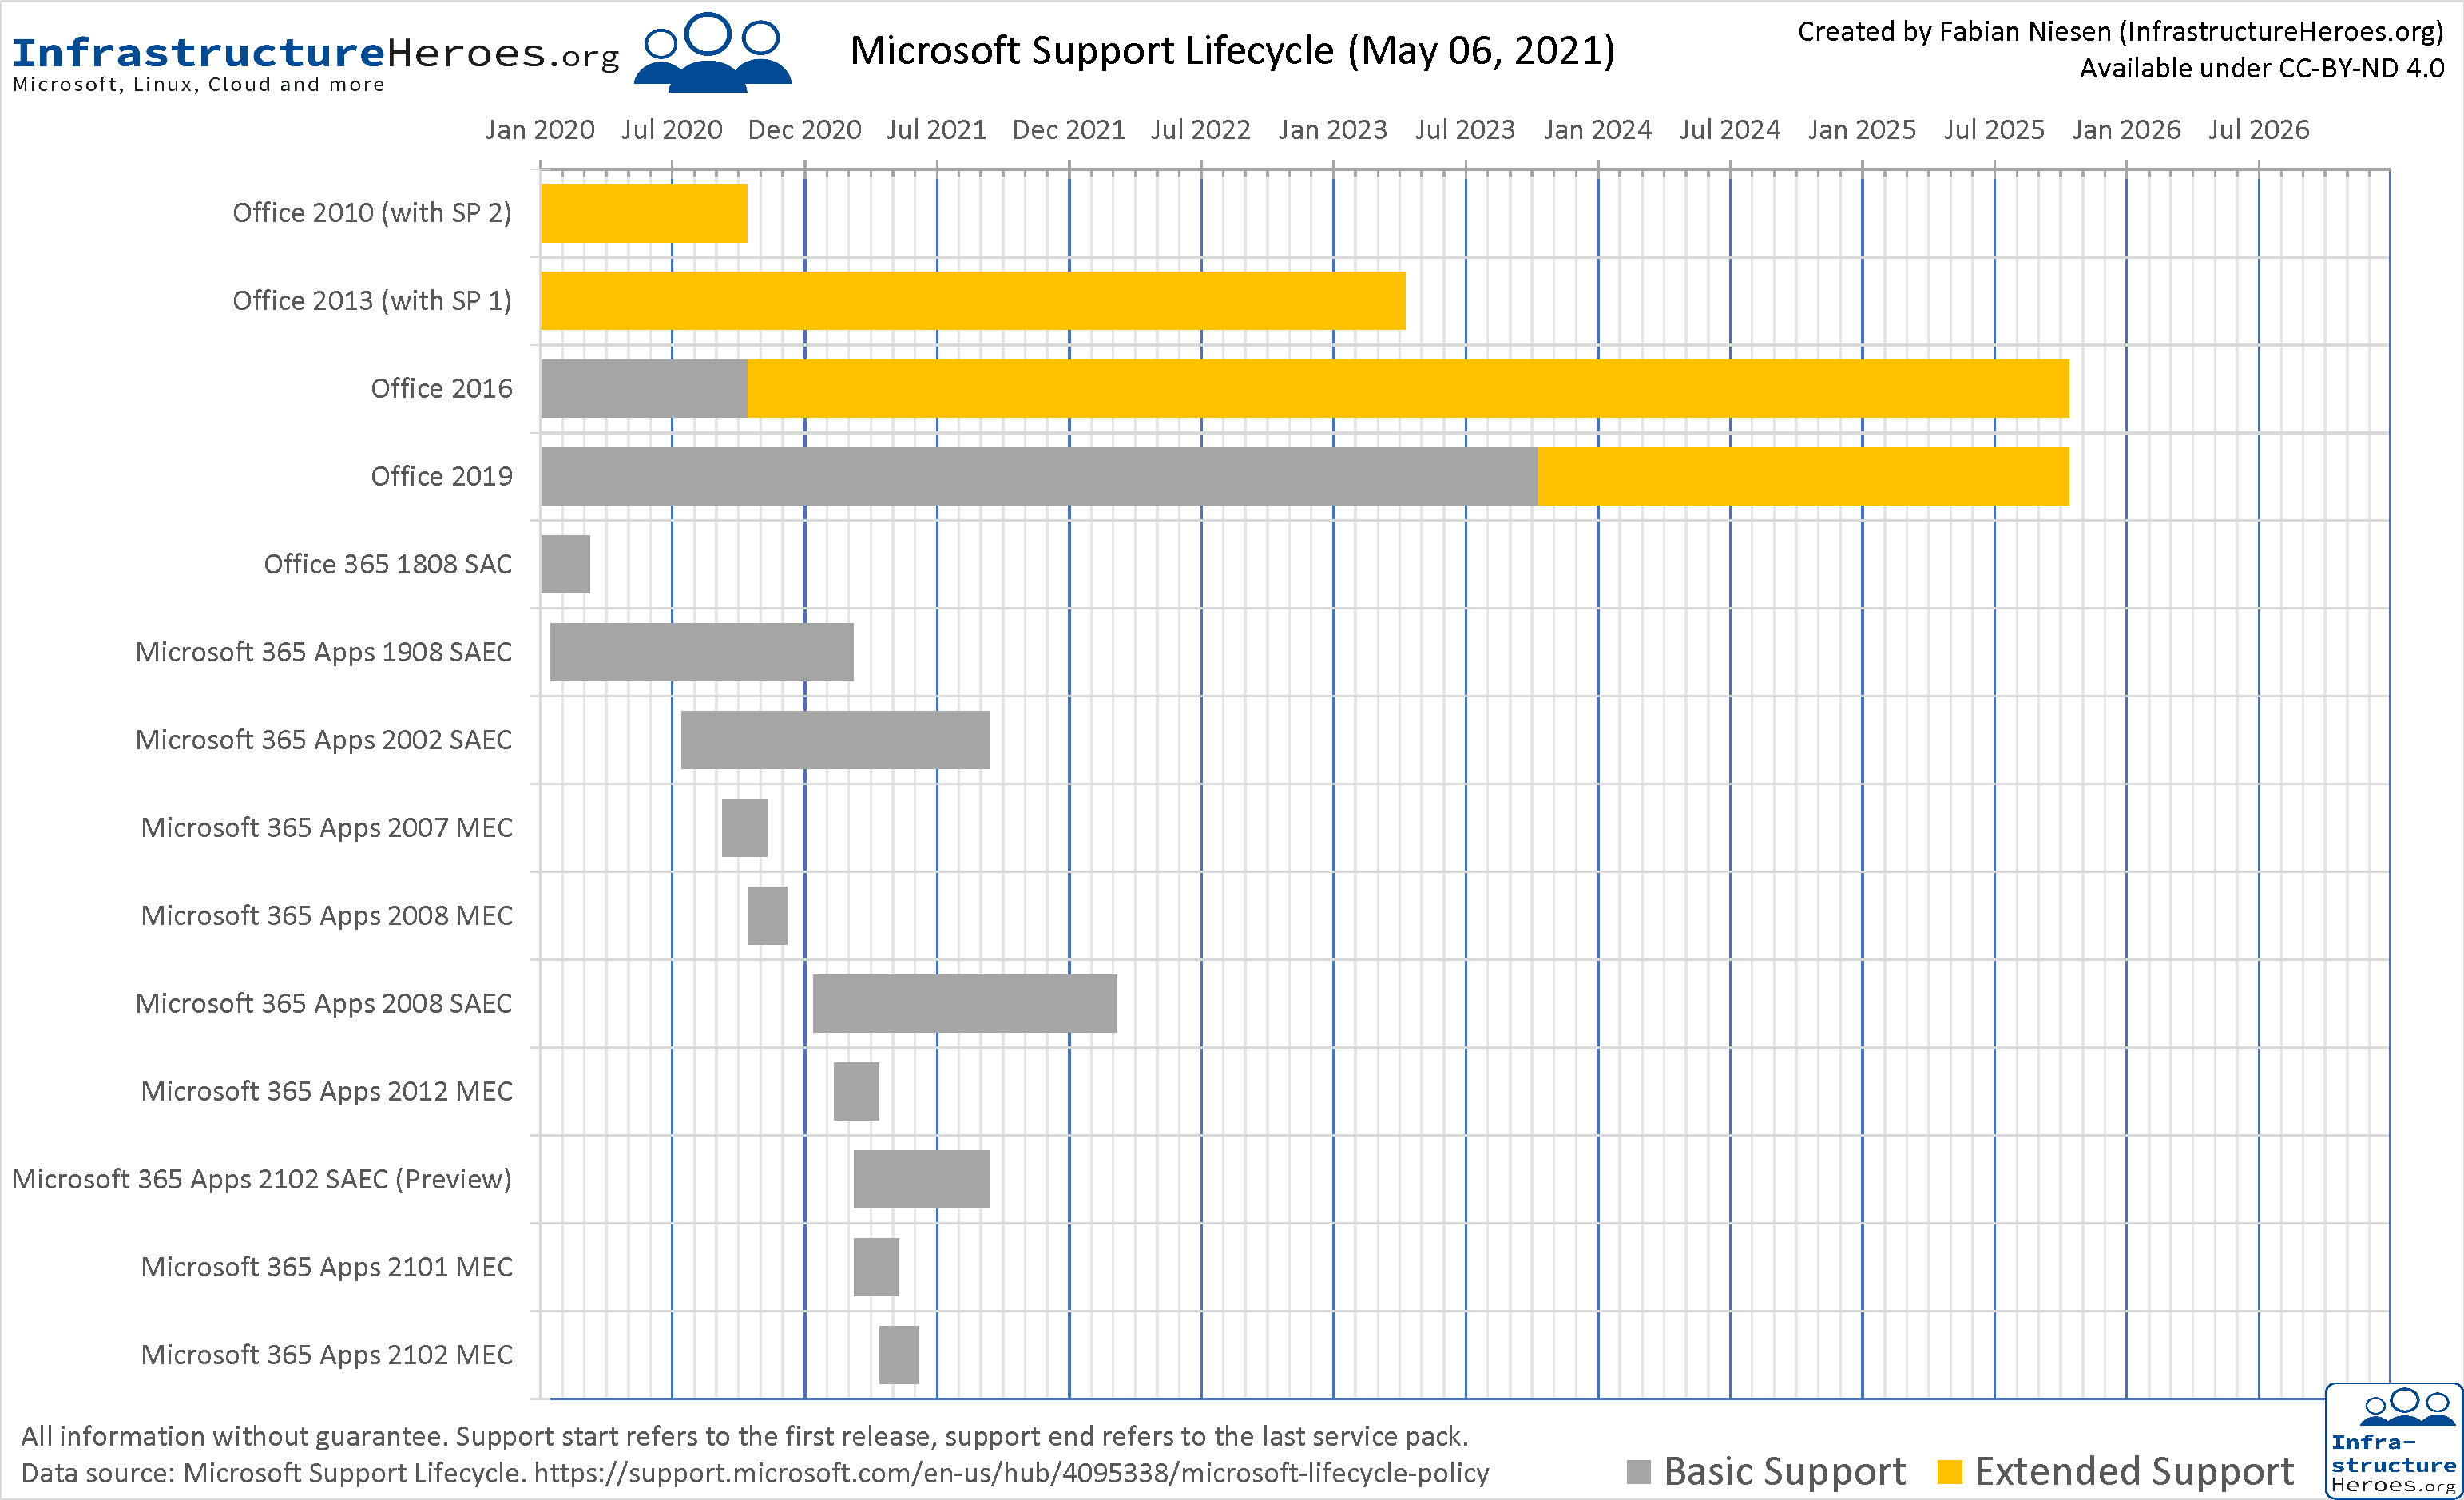 InfrastructureHeroes.org
Microsoft, Linux, Cloud and more
Microsoft Support Lifecycle (May 06, 2021)
Created by Fabian Niesen (InfrastructureHeroes.org)
Available under CC-BY-ND 4.0
Jan 2020 Jul 2020 Dec 2020 Jul 2021 Dec 2021 Jul 2022 Jan 2023 Jul 2023 Jan 2024 Jul 2024 Jan 2025 Jul 2025 Jan 2026 Jul 2026
Office 2010 (with SP 2)
Office 2013 (with SP 1)
Office 2016
Office 2019
Office 365 1808 SAC
Microsoft 365 Apps 1908 SAEC
Microsoft 365 Apps 2002 SAEC
Microsoft 365 Apps 2007 MEC
Microsoft 365 Apps 2008 MEC
Microsoft 365 Apps 2008 SAEC
Microsoft 365 Apps 2012 MEC
Microsoft 365 Apps 2102 SAEC (Preview)
Microsoft 365 Apps 2101 MEC
Microsoft 365 Apps 2102 MEC
All information without guarantee. Support start refers to the first release, support end refers to the last service pack.
Data source: Microsoft Support Lifecycle. https://support.microsoft.com/en-us/hub/4095338/microsoft-lifecycle-policy
Basic Support Extended Support
Infra-
structure
Heroes.org